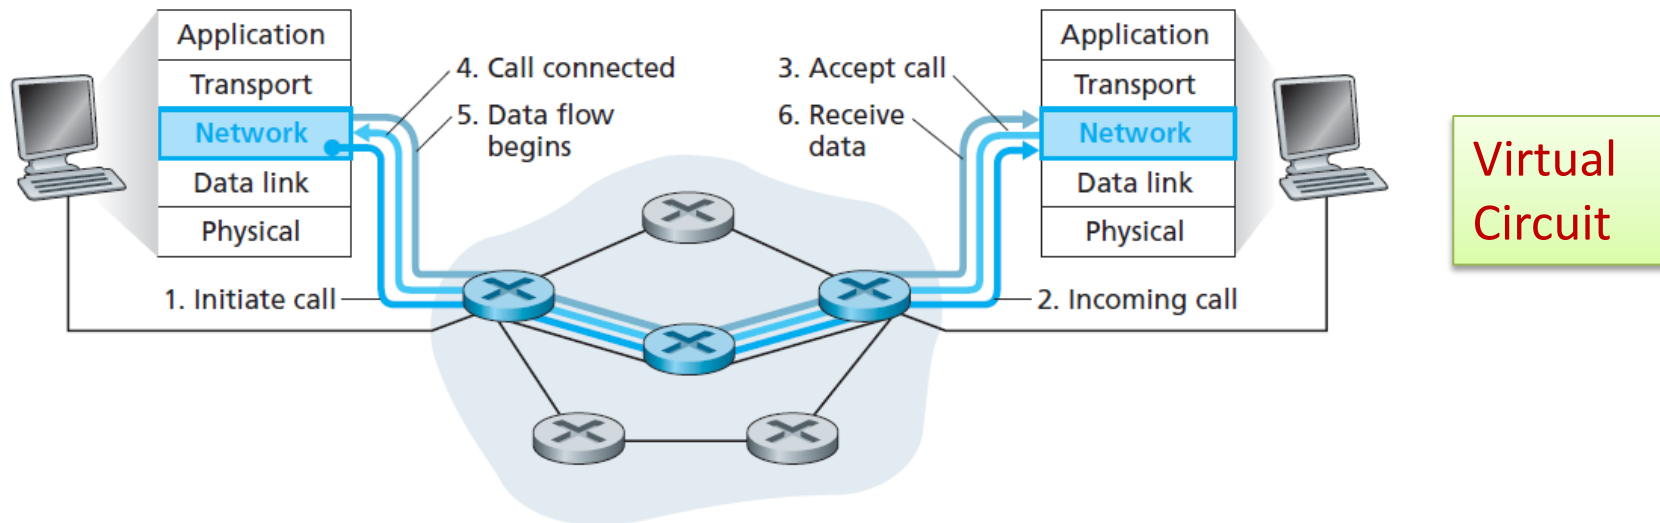 Application
Transport
Network
Data link
Physical
4. Call connected
5. Data flow
begins
1. Initiate call
3. Accept call
6. Receive
data
2. Incoming call
Application
Transport
Network
Data link
Physical
Virtual
Circuit